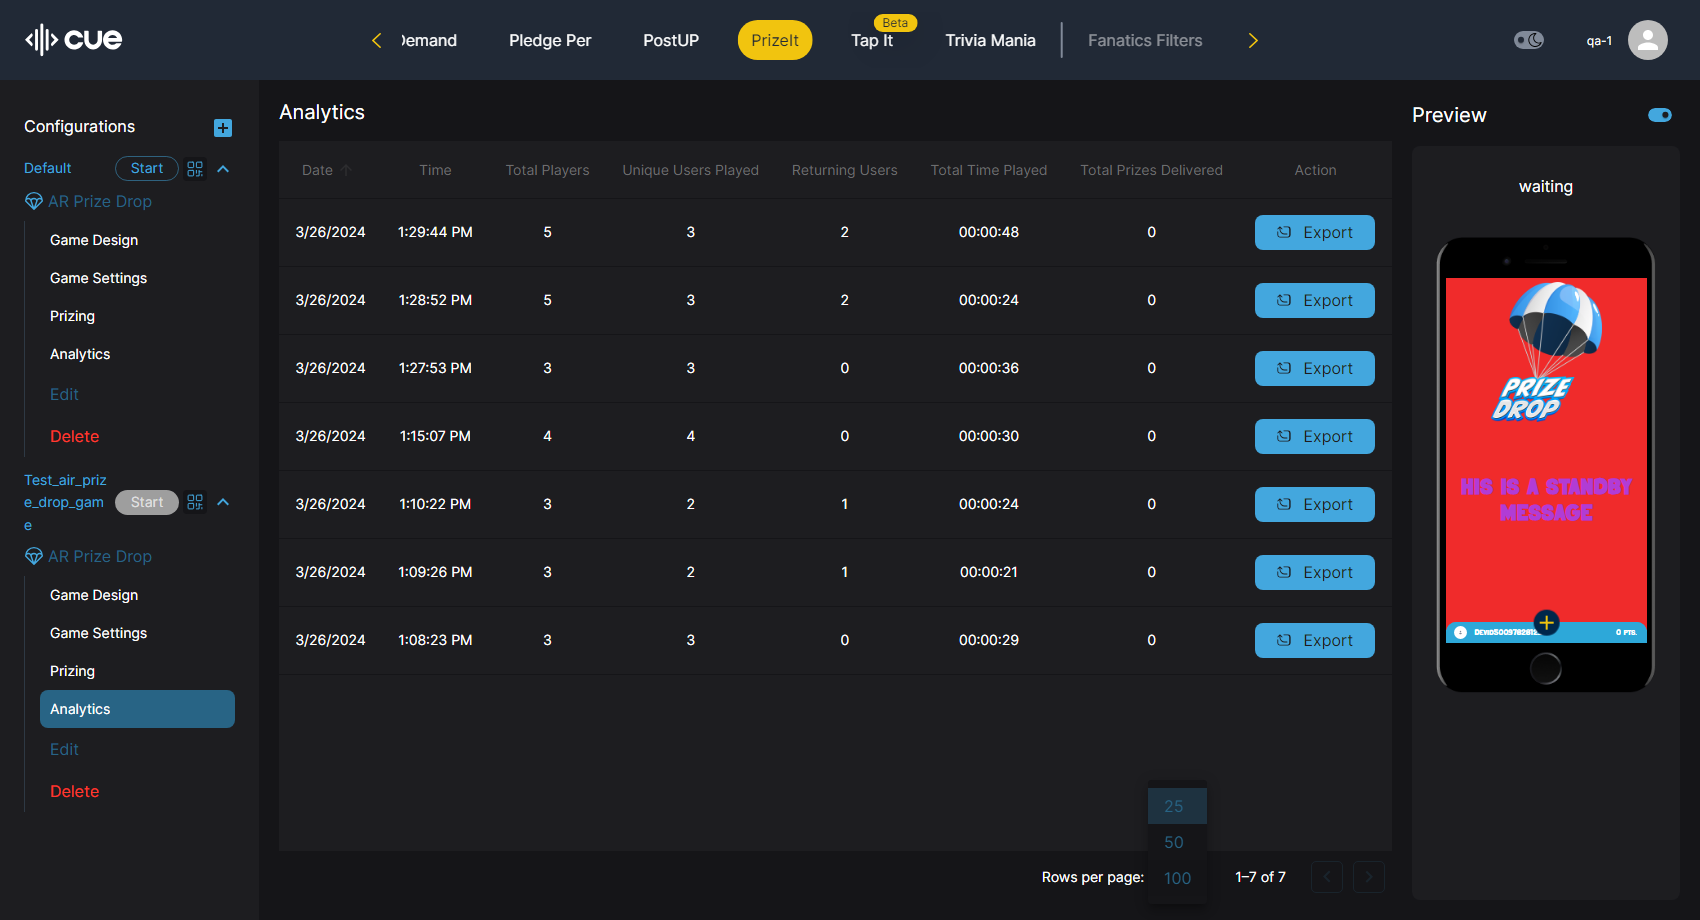 cue
Demand
Pledge Per
PostUP
PrizeIt
Beta
Tap It
Trivia Mania
Fanatics Filters
qa-1
Configurations
Default
Start
AR Prize Drop
Game Design
Game Settings
Prizing
Analytics
Edit
Delete
Test_air_priz
e_drop_gam
e
Start
AR Prize Drop
Game Design
Game Settings
Prizing
Analytics
Edit
Delete
Analytics
Date Time Total Players Unique Users Played Returning Users Total Time Played Total Prizes Delivered Action
3/26/2024 1:29:44 PM 5 3 2 00:00:48 0 Export
3/26/2024 1:28:52 PM 5 3 2 00:00:24 0 Export
3/26/2024 1:27:53 PM 3 3 0 00:00:36 0 Export
3/26/2024 1:15:07 PM 4 4 0 00:00:30 0 Export
3/26/2024 1:10:22 PM 3 2 1 00:00:24 0 Export
3/26/2024 1:09:26 PM 3 2 1 00:00:21 0 Export
3/26/2024 1:08:23 PM 3 3 0 00:00:29 0 Export
25
50
100
Rows per page:
1–7 of 7
Preview
waiting
PRIZE
DROP
HIS IS A STANDBY
MESSAGE
0 PTS.